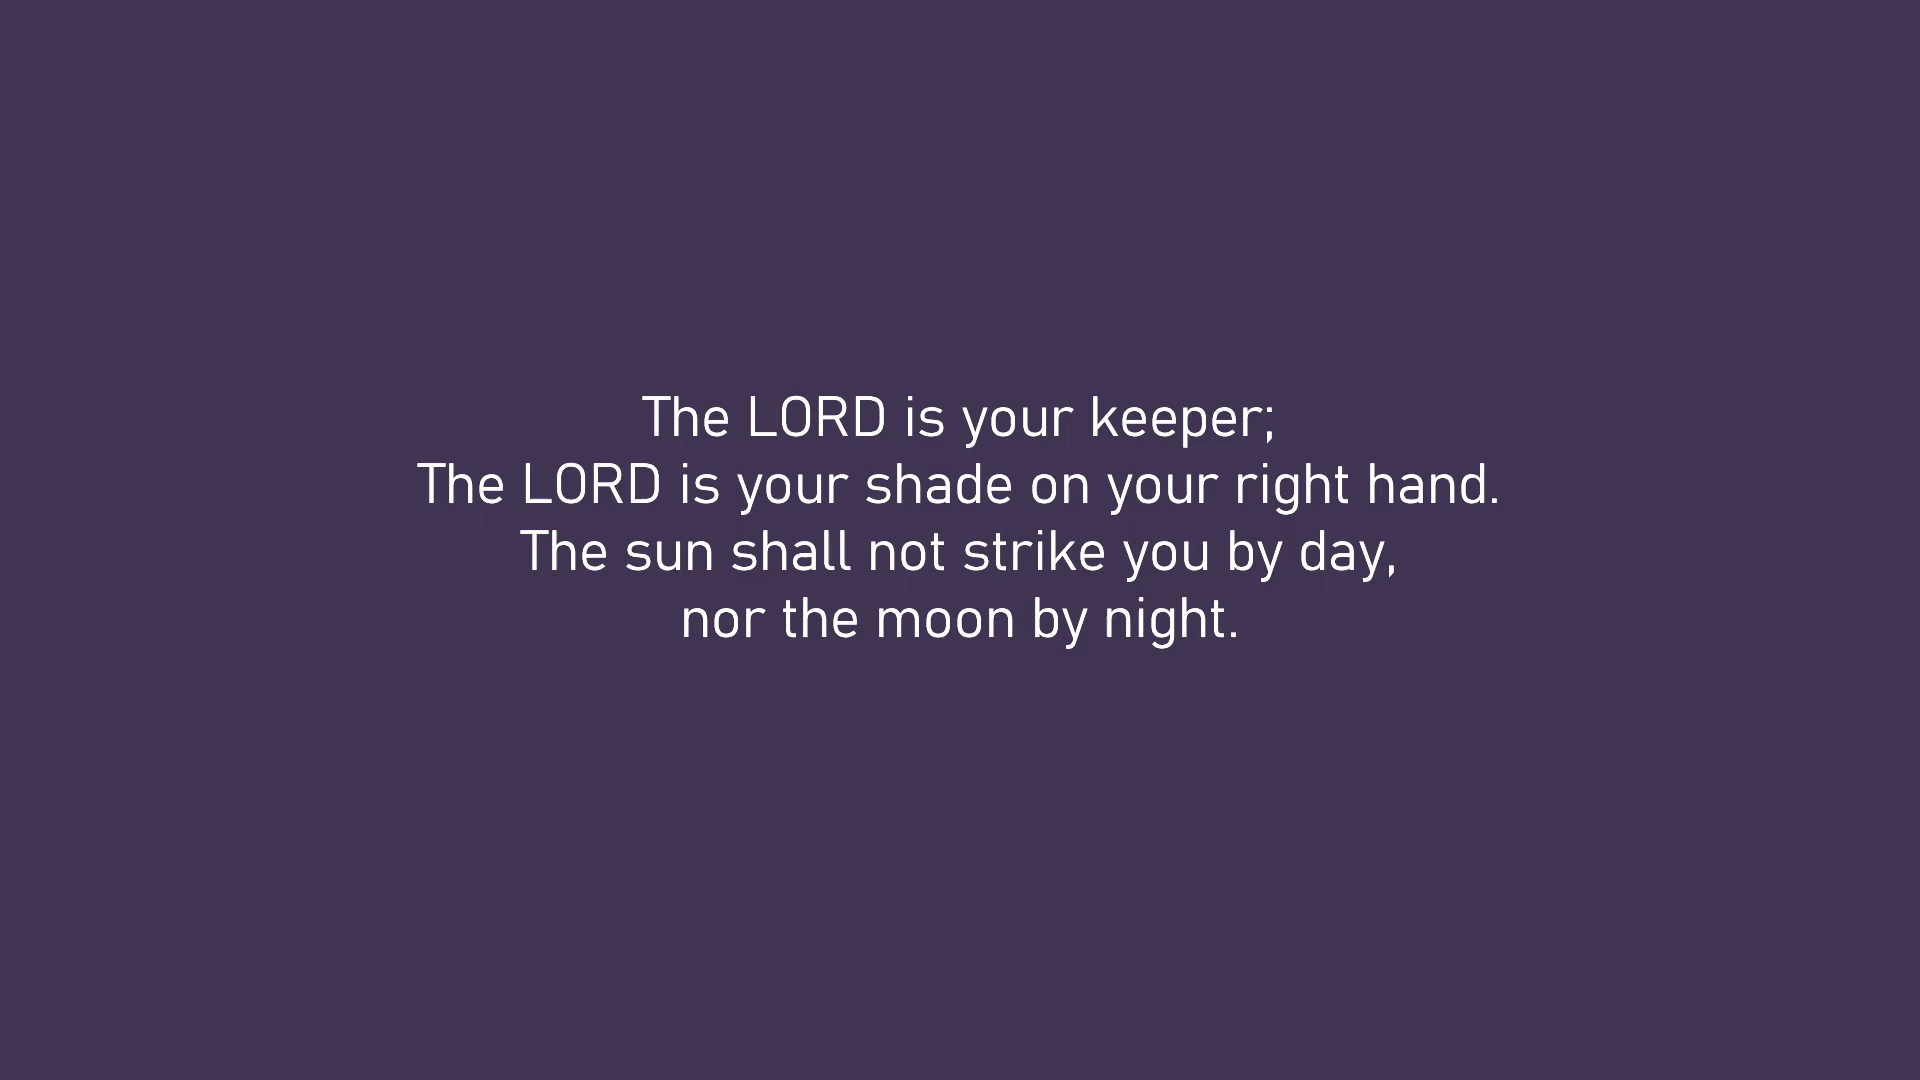 The LORD is your keeper;
The LORD is your shade on your right hand.
The sun shall not strike you by day,
nor the moon by night.